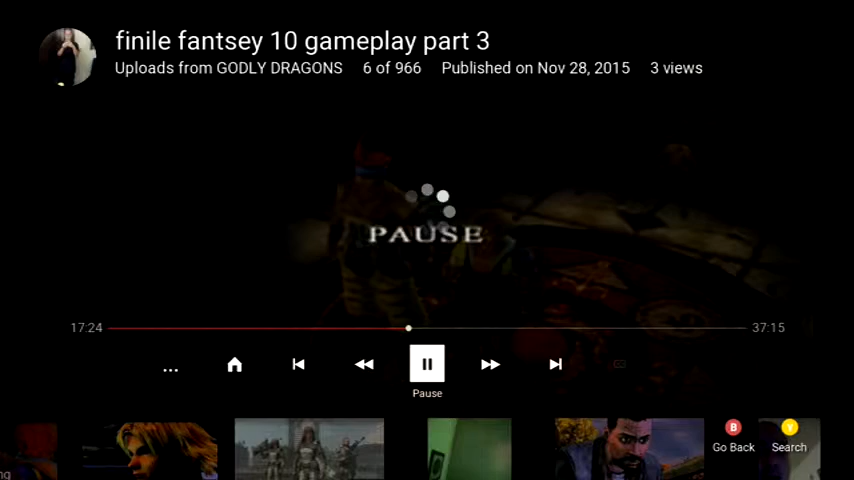 finile fantsey 10 gameplay part 3
Uploads from GODLY DRAGONS 6 of 966 Published on Nov 28, 2015 3 views
PAUSE
17:24 37:15
...
Pause
B Y
Go Back Search
ng